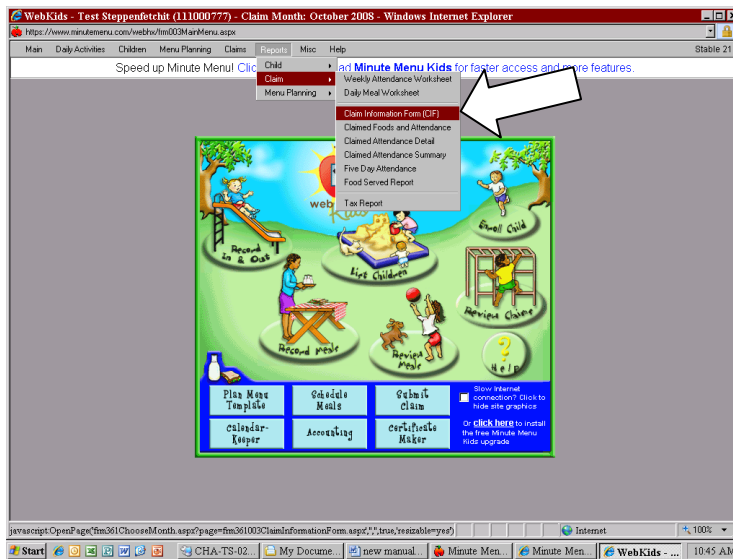 WebKids - Test Steppenfetchit (111000777) - Claim Month: October 2008 - Windows Internet Explorer
https://www.minutemenu.com/webhx/frm003MainMenu.aspx
Main Daily Activities Children Menu Planning Claims Reports Misc Help Stable 21
Speed up Minute Menu! Clic ad Minute Menu Kids for faster access and more features.
Child
Claim
Menu Planning
Weekly Attendance Worksheet
Daily Meal Worksheet
Claim Information Form (CIF)
Claimed Foods and Attendance
Claimed Attendance Detail
Claimed Attendance Summary
Five Day Attendance
Food Served Report
Tax Report
web
Kids
Record In & Out
List Children
Enroll Child
Record Meals
Review Meals
Review Claims
?
Help
Plan Menu Template
Schedule Meals
Submit Claim
Calendar-Keeper
Accounting
Certificate Maker
Slow Internet
connection? Click to
hide site graphics
Or click here to install
the free Minute Menu
Kids upgrade
javascript:OpenPage('frm361ChooseMonth.aspx?page=frm361003ClaimInformationForm.aspx','',true,'resizable=yes') Internet 100%
Start CHA-TS-02... My Docume... new manual... Minute Men... Minute Men... WebKids - ... 10:45 AM